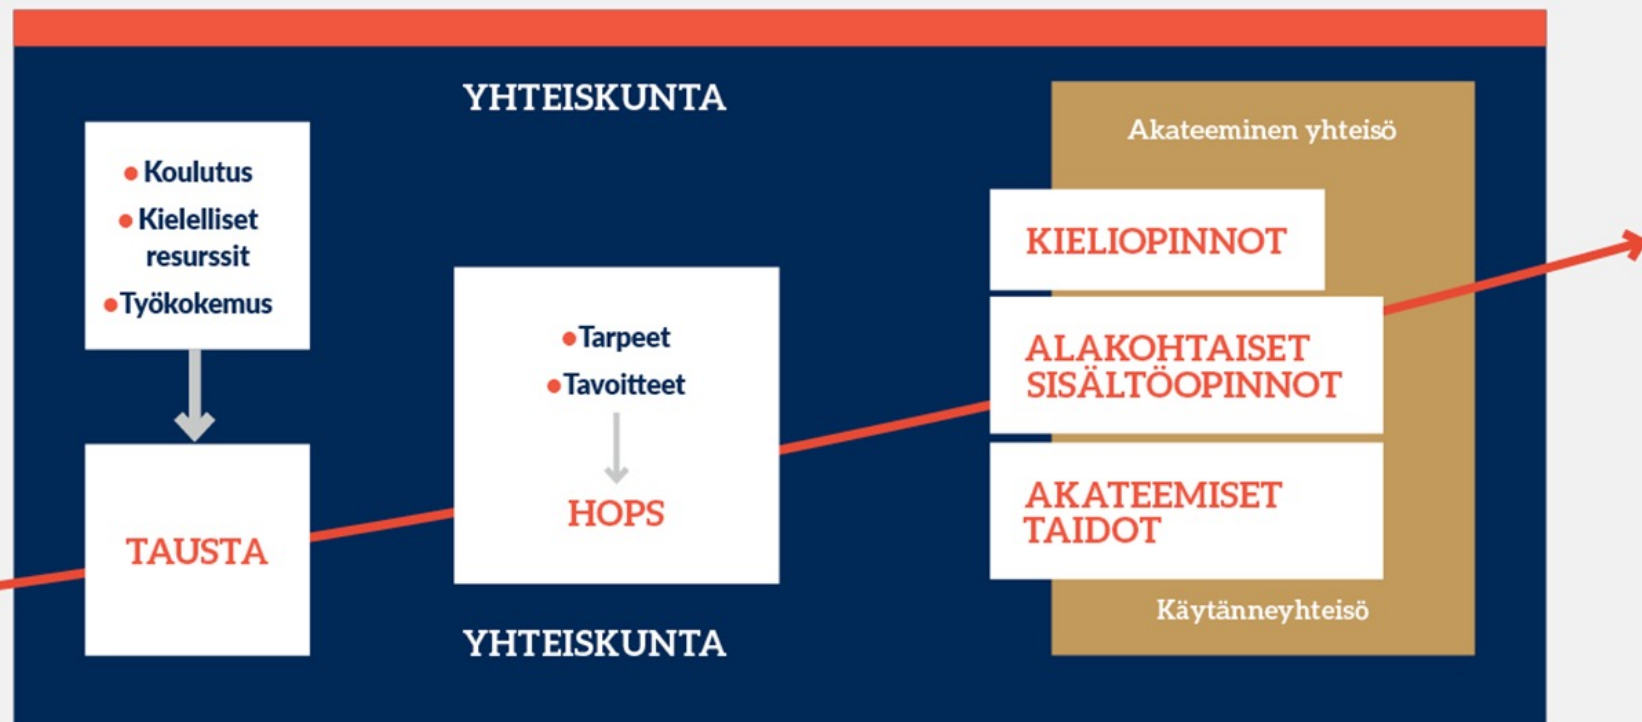 YHTEISKUNTA
Koulutus
Kielelliset
resurssit
Työkokemus
TAUSTA
Tarpeet
Tavoitteet
HOPS
YHTEISKUNTA
Akateeminen yhteisö
KIELIOPINNOT
ALAKOHTAISET
SISÄLTÖOPINNOT
AKATEEMISET
TAIDOT
Käytänneyhteisö